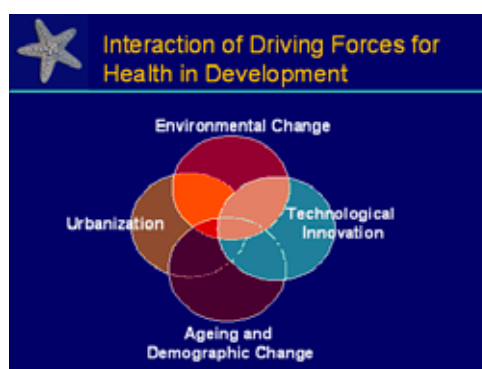 Interaction of Driving Forces for
Health in Development
Environmental Change
Urbanization
Technological
Innovation
Ageing and
Demographic Change